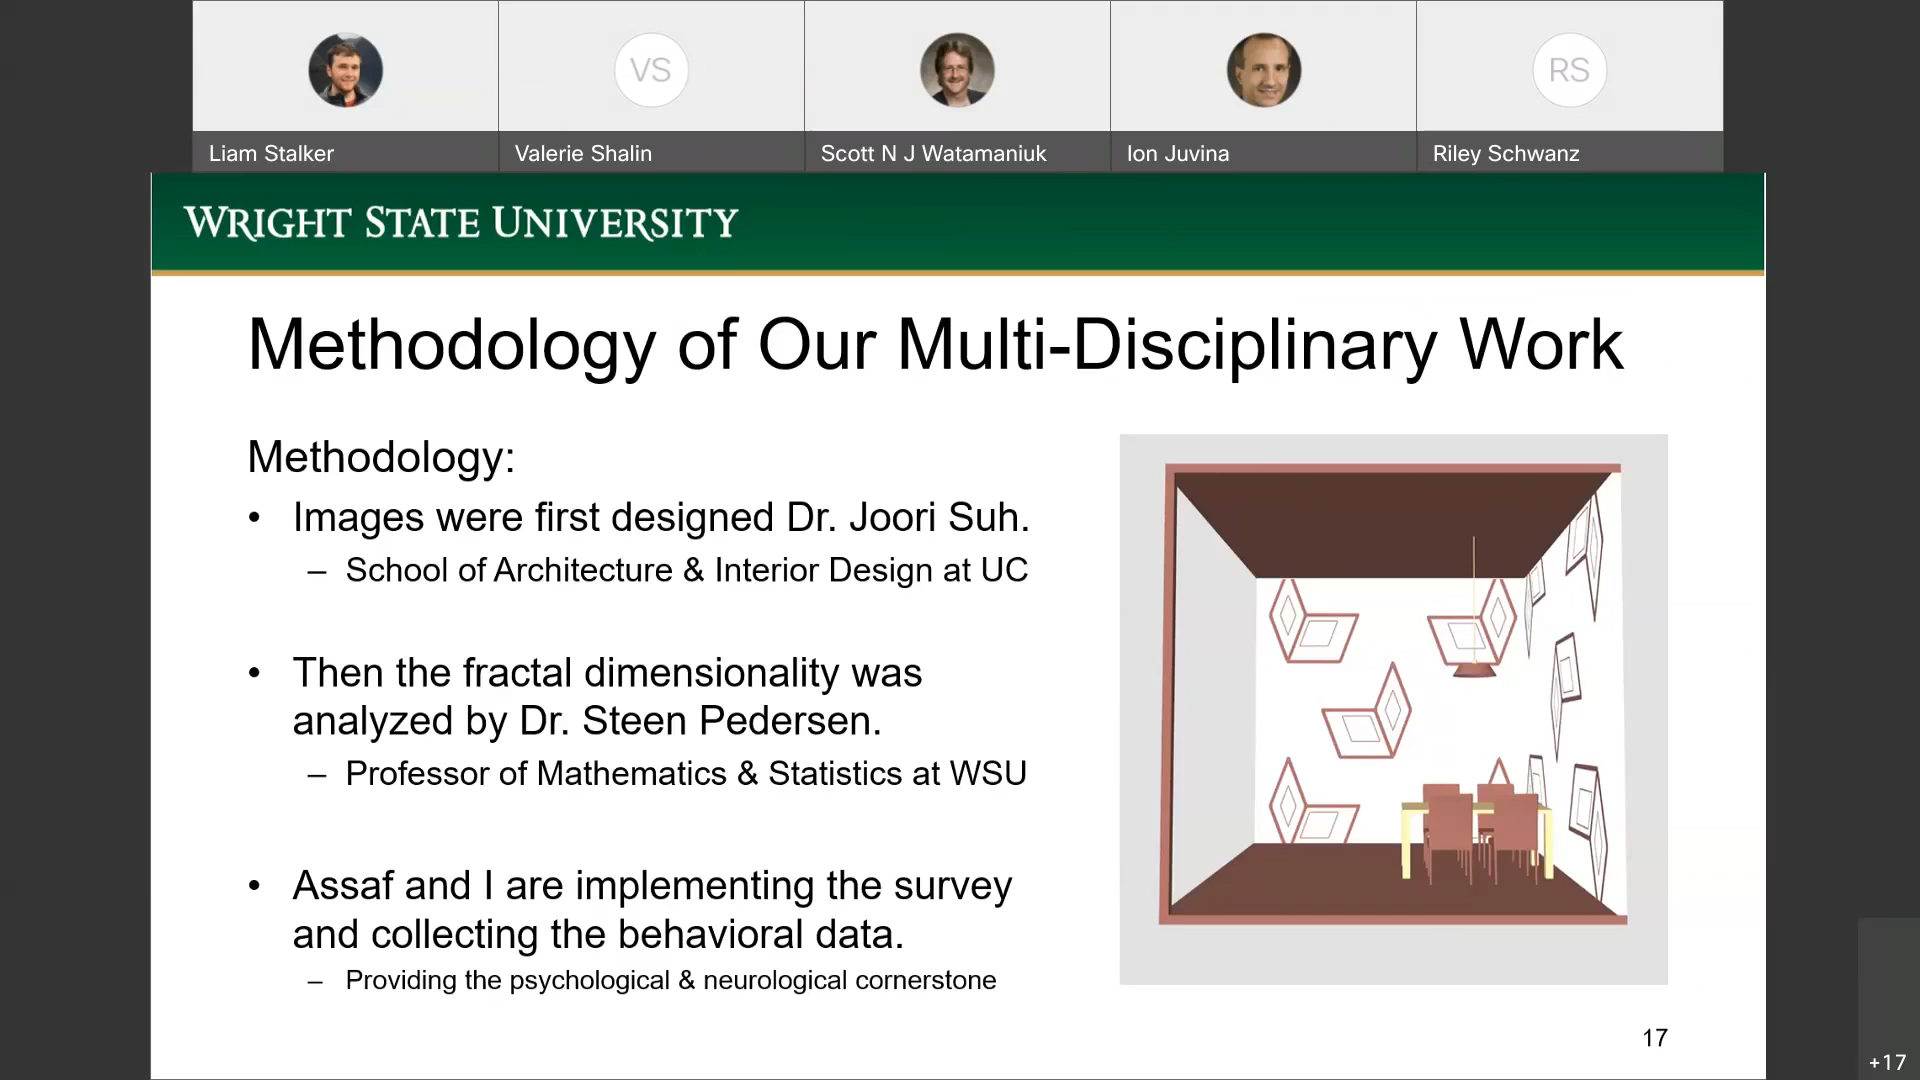 VS
RS
Liam Stalker
Valerie Shalin
Scott N J Watamaniuk
Ion Juvina
Riley Schwanz
WRIGHT STATE UNIVERSITY
Methodology of Our Multi-Disciplinary Work
Methodology:
• Images were first designed Dr. Joori Suh.
– School of Architecture & Interior Design at UC
• Then the fractal dimensionality was
analyzed by Dr. Steen Pedersen.
– Professor of Mathematics & Statistics at WSU
• Assaf and I are implementing the survey
and collecting the behavioral data.
– Providing the psychological & neurological cornerstone
17
+17